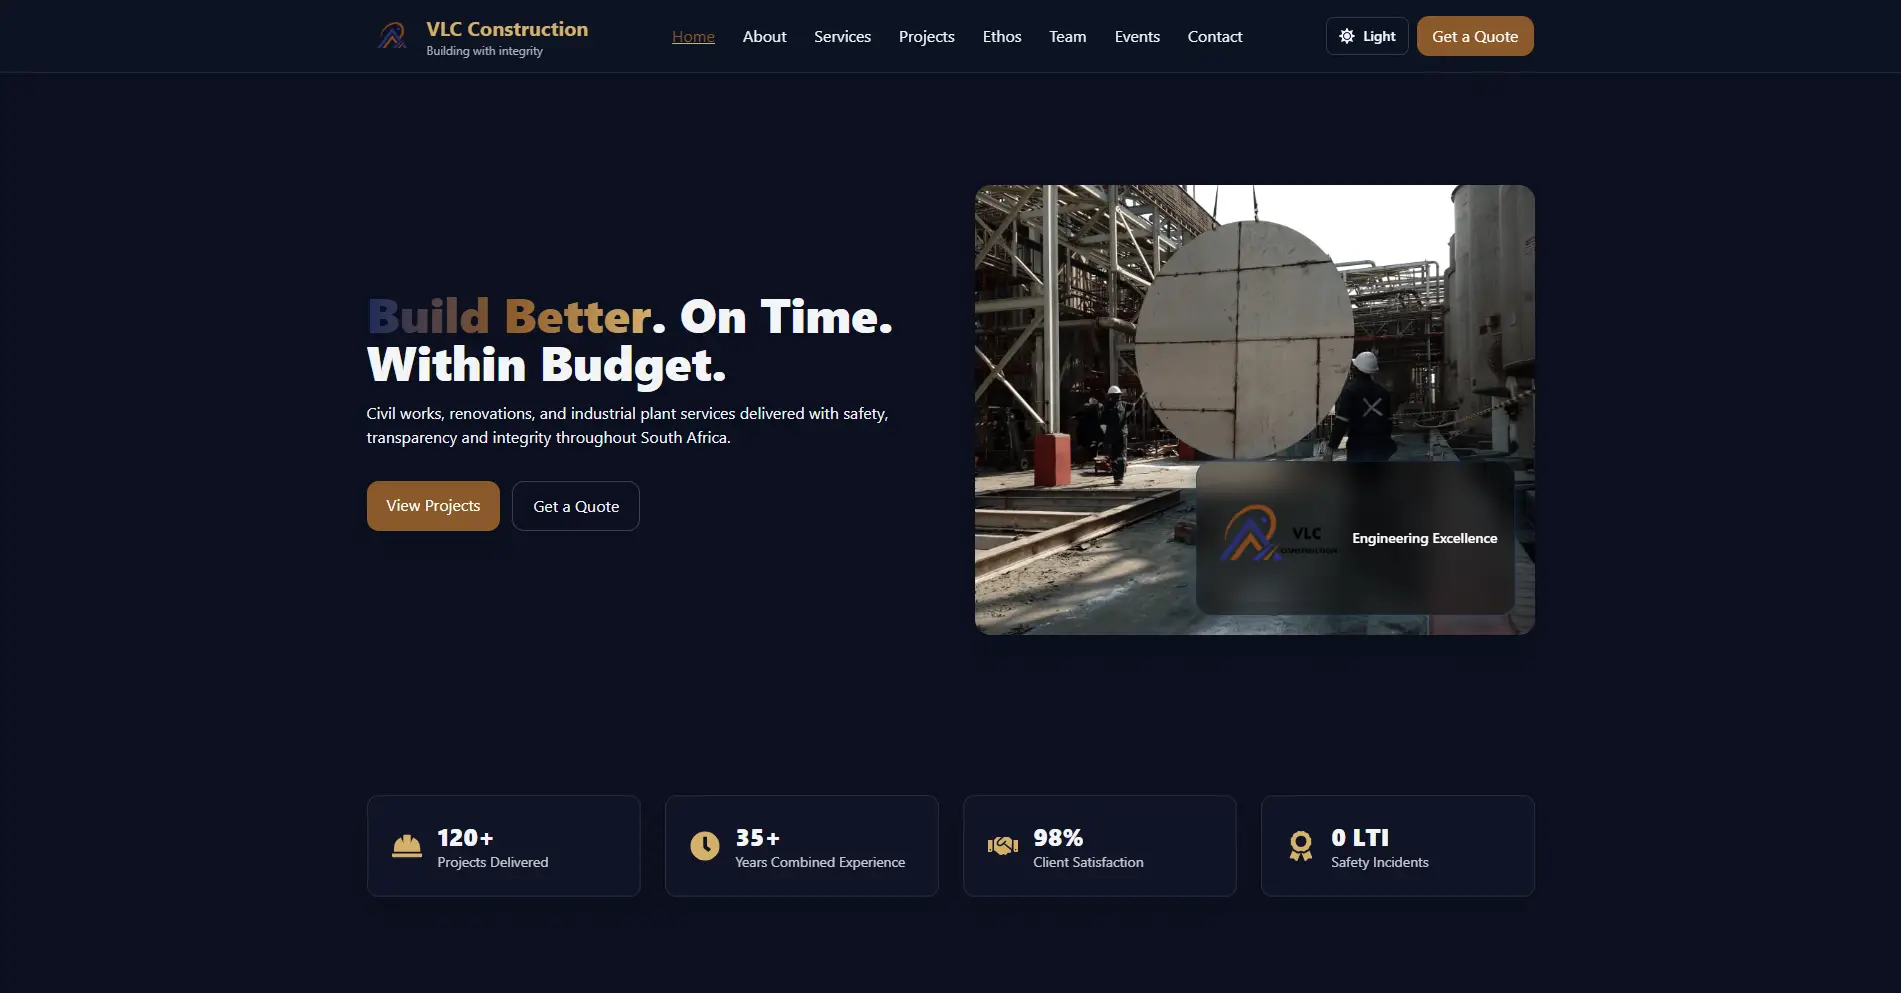 VLC Construction
Building with integrity
Home
About
Services
Projects
Ethos
Team
Events
Contact
Light
Get a Quote
Build Better. On Time.
Within Budget.
Civil works, renovations, and industrial plant services delivered with safety,
transparency and integrity throughout South Africa.
View Projects
Get a Quote
VLC
CONSTRUCTION
Engineering Excellence
120+
Projects Delivered
35+
Years Combined Experience
98%
Client Satisfaction
0 LTI
Safety Incidents